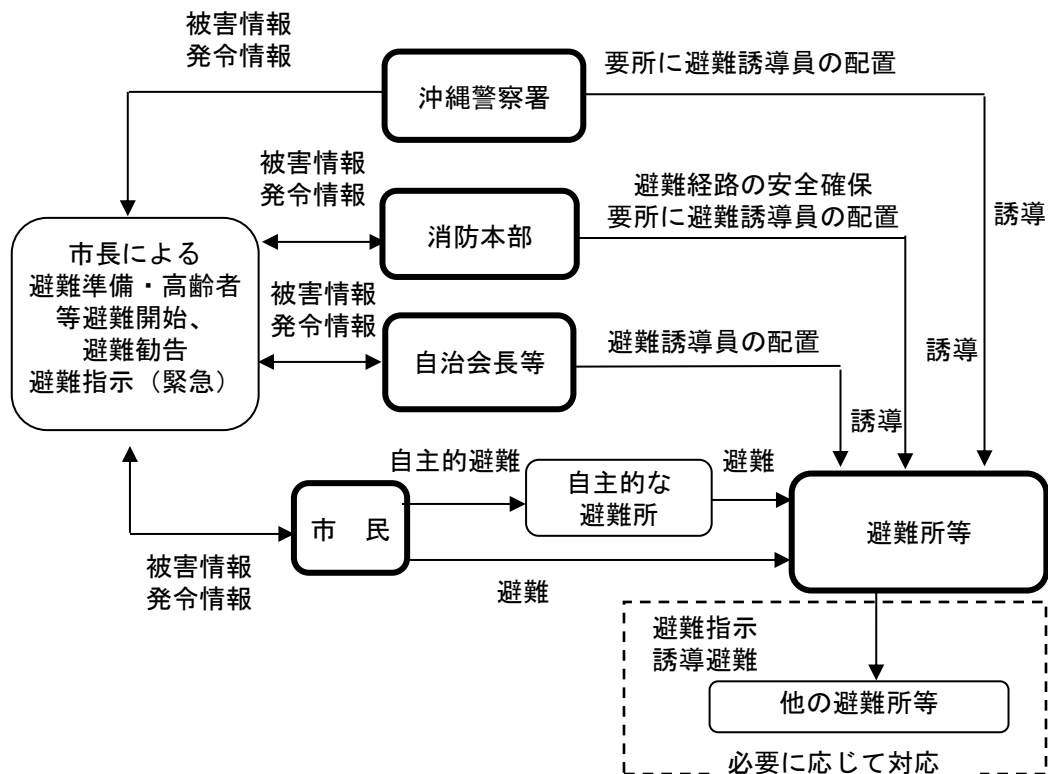 被害情報
発令情報
沖縄警察署
要所に避難誘導員の配置
被害情報
発令情報
消防本部
避難経路の安全確保
要所に避難誘導員の配置
誘導
市長による
避難準備・高齢者
等避難開始、
避難勧告
避難指示（緊急）
被害情報
発令情報
自治会長等
避難誘導員の配置
誘導
誘導
自主的避難
自主的な
避難所
避難
市　民
避難所等
被害情報
発令情報
避難
避難指示
誘導避難
他の避難所等
必要に応じて対応